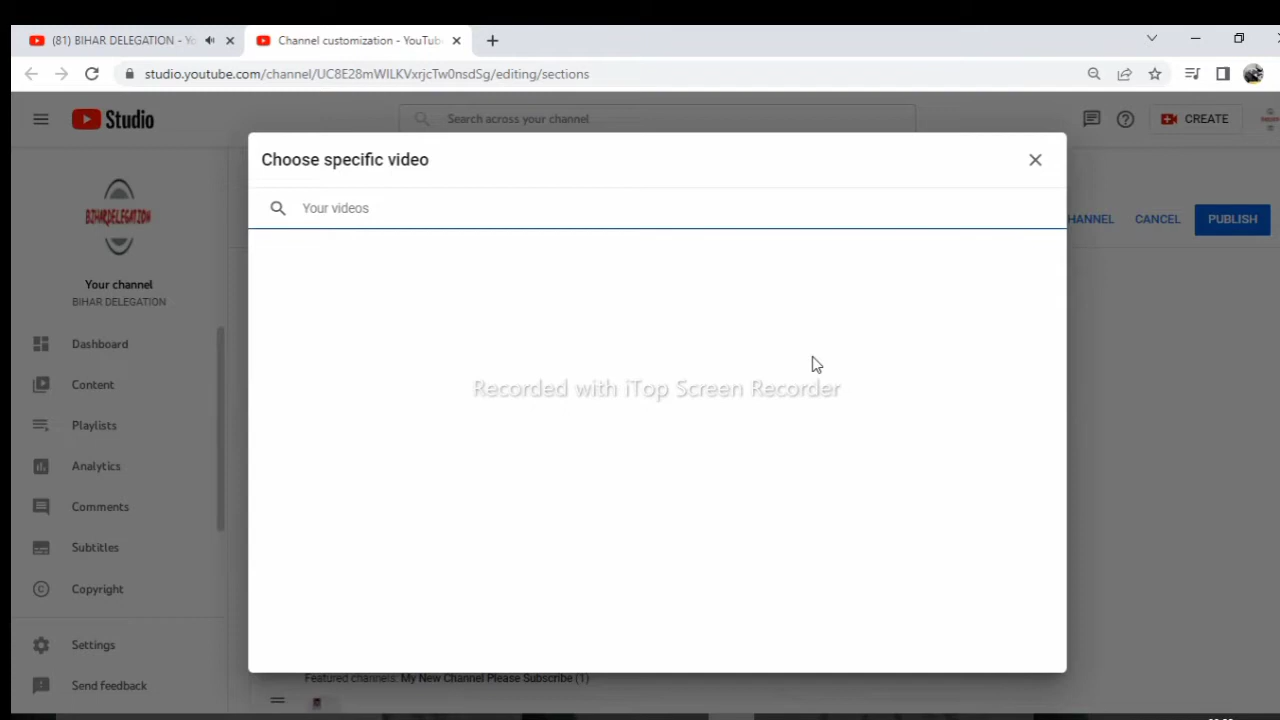 (81) BIHAR DELEGATION - Yo
Channel customization - YouTub
studio.youtube.com/channel/UC8E28mWILKVxrjcTw0nsdSg/editing/sections
Studio
Search across your channel
CREATE
Choose specific video
Your videos
BIHARDELEGATION
HANNEL
CANCEL
PUBLISH
Your channel
BIHAR DELEGATION
Dashboard
Content
Playlists
Analytics
Comments
Subtitles
Copyright
Settings
Send feedback
Recorded with iTop Screen Recorder
Featured channels: My New Channel Please Subscribe (1)